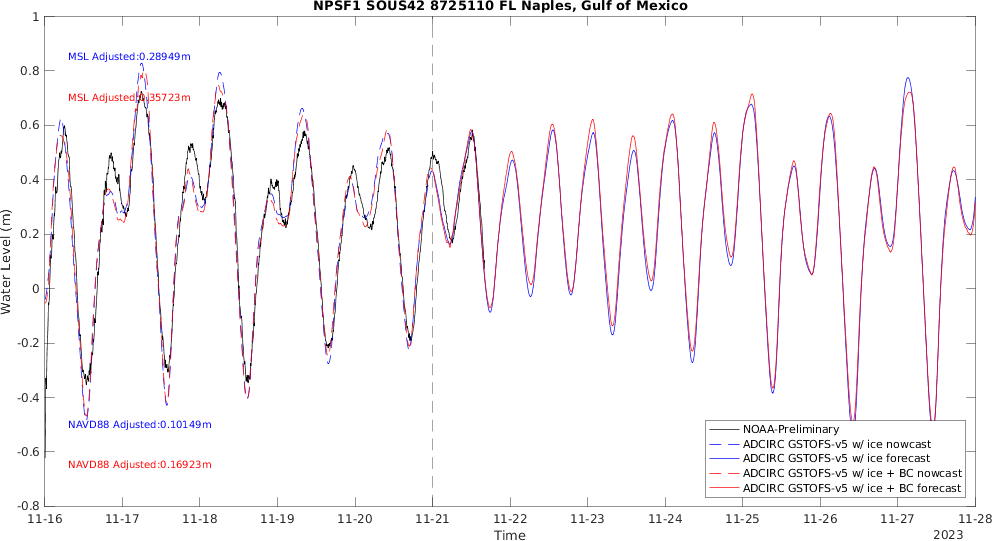 NPSF1 SOUS42 8725110 FL Naples, Gulf of Mexico
1
0.8
0.6
0.4
0.2
0
-0.2
-0.4
-0.6
-0.8
Water Level (m)
MSL Adjusted:0.28949m
MSL Adjusted:0.35723m
NAVD88 Adjusted:0.10149m
NAVD88 Adjusted:0.16923m
NOAA-Preliminary
ADCIRC GSTOFS-v5 w/ ice nowcast
ADCIRC GSTOFS-v5 w/ ice forecast
ADCIRC GSTOFS-v5 w/ ice + BC nowcast
ADCIRC GSTOFS-v5 w/ ice + BC forecast
11-16 11-17 11-18 11-19 11-20 11-21 11-22 11-23 11-24 11-25 11-26 11-27 11-28
Time
2023